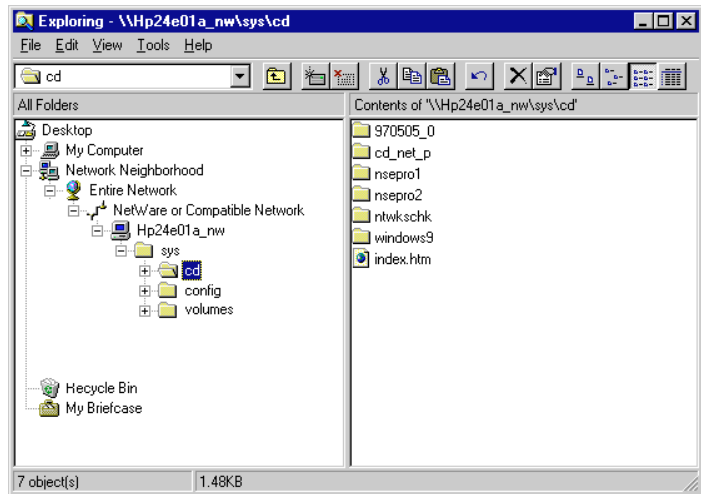 Exploring - \\Hp24e01a_nw\sys\cd
File Edit View Tools Help
cd
All Folders
Contents of '\\Hp24e01a_nw\sys\cd'
Desktop
My Computer
Network Neighborhood
Entire Network
NetWare or Compatible Network
Hp24e01a_nw
sys
cd
config
volumes
Hecycle Bin
My Briefcase
970505_0
cd_net_p
nsepro1
nsepro2
ntwkschk
windows9
index.htm
7 object(s)
1.48KB